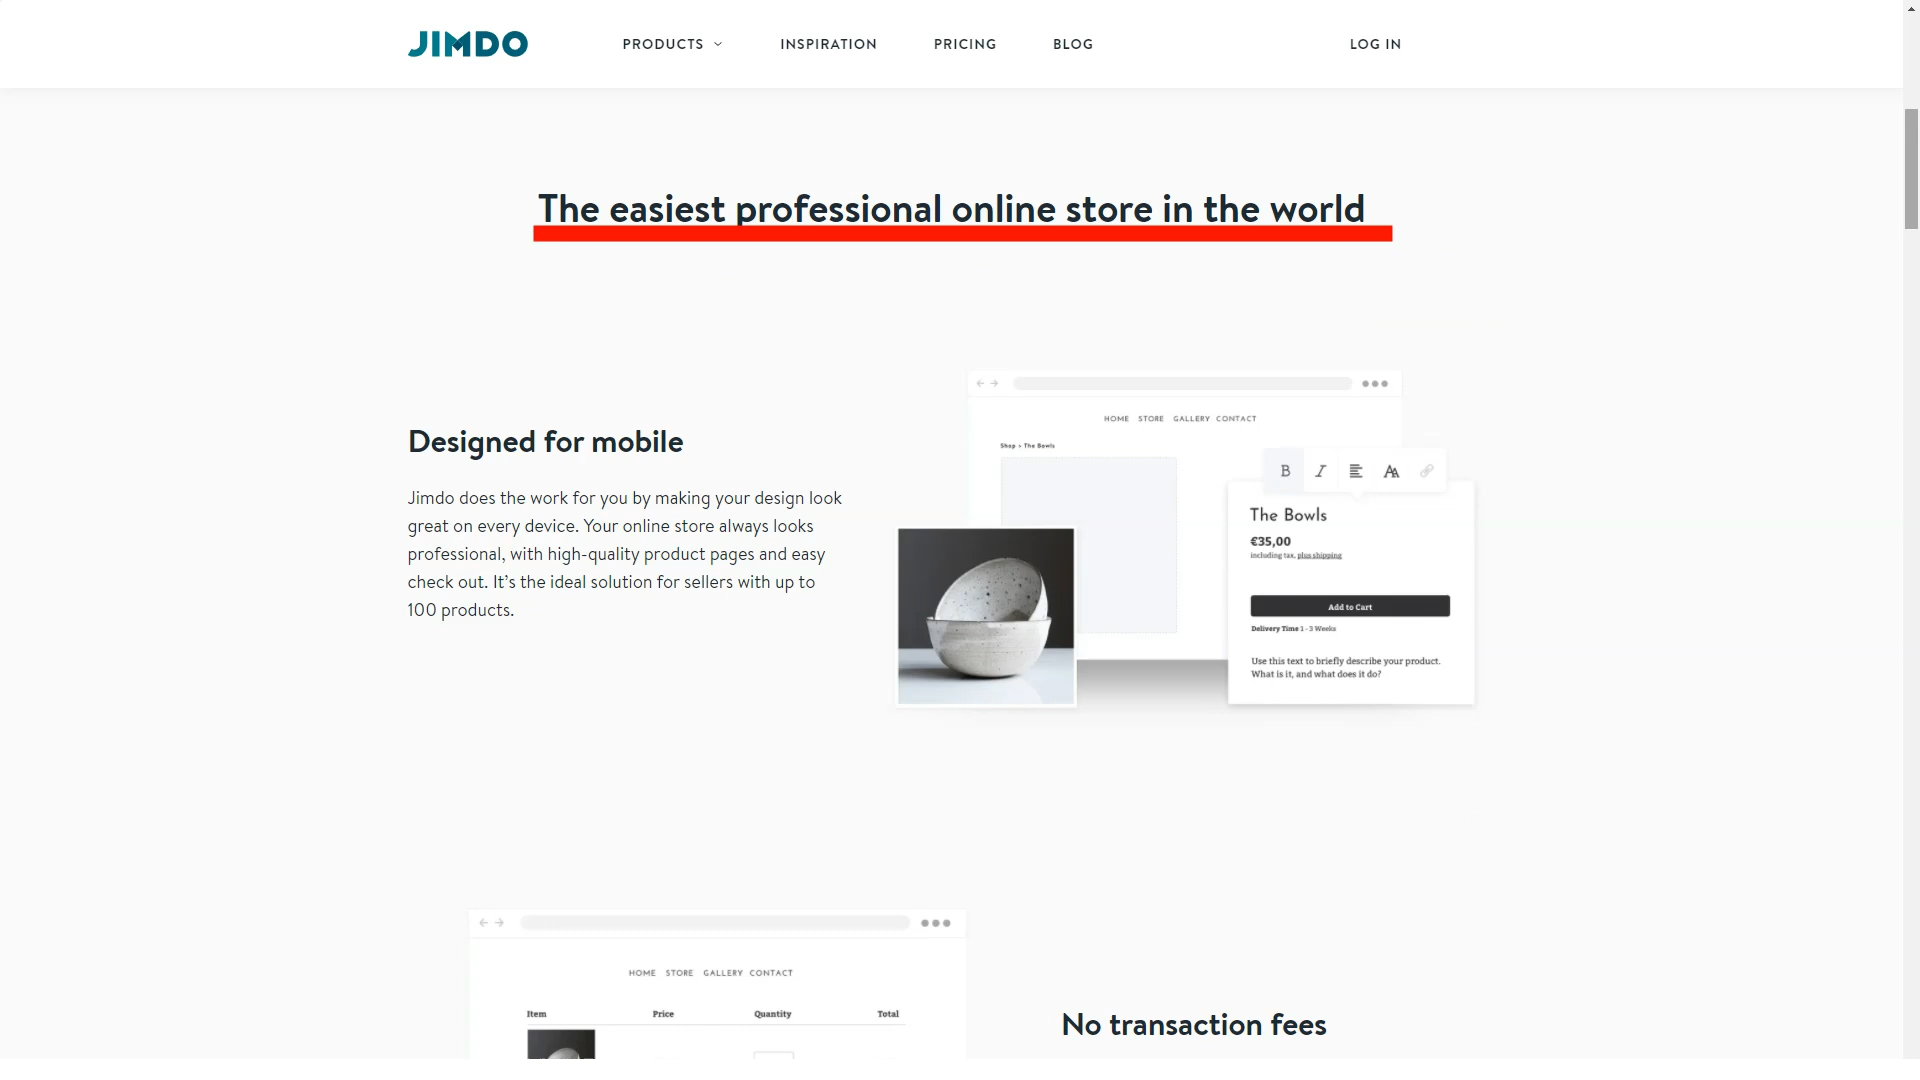 JIMDO
PRODUCTS
INSPIRATION
PRICING
BLOG
LOG IN
The easiest professional online store in the world
Designed for mobile
Jimdo does the work for you by making your design look
great on every device. Your online store always looks
professional, with high-quality product pages and easy
check out. It’s the ideal solution for sellers with up to
100 products.
HOME STORE GALLERY CONTACT
Shop > The Bowls
B I AA
The Bowls
€35,00
including tax, plus shipping
Add to Cart
Delivery Time 1 - 3 Weeks
Use this text to briefly describe your product.
What is it, and what does it do?
HOME STORE GALLERY CONTACT
Item Price Quantity Total
No transaction fees